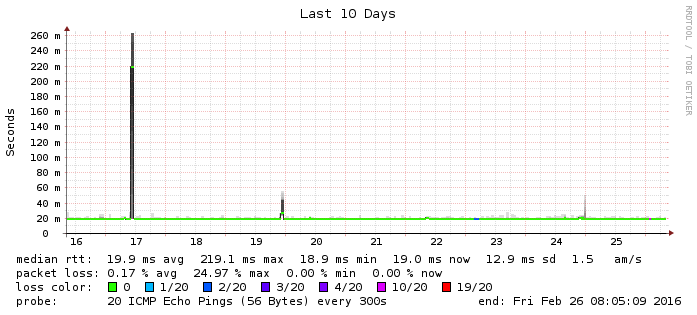 Last 10 Days
RRDTOOL / TOBI OETIKER
Seconds
260 m
240 m
220 m
200 m
180 m
160 m
140 m
120 m
100 m
80 m
60 m
40 m
20 m
0
16 17 18 19 20 21 22 23 24 25
median rtt: 19.9 ms avg 219.1 ms max 18.9 ms min 19.0 ms now 12.9 ms sd 1.5 am/s
packet loss: 0.17 % avg 24.97 % max 0.00 % min 0.00 % now
loss color: 0 1/20 2/20 3/20 4/20 10/20 19/20
probe: 20 ICMP Echo Pings (56 Bytes) every 300s end: Fri Feb 26 08:05:09 2016